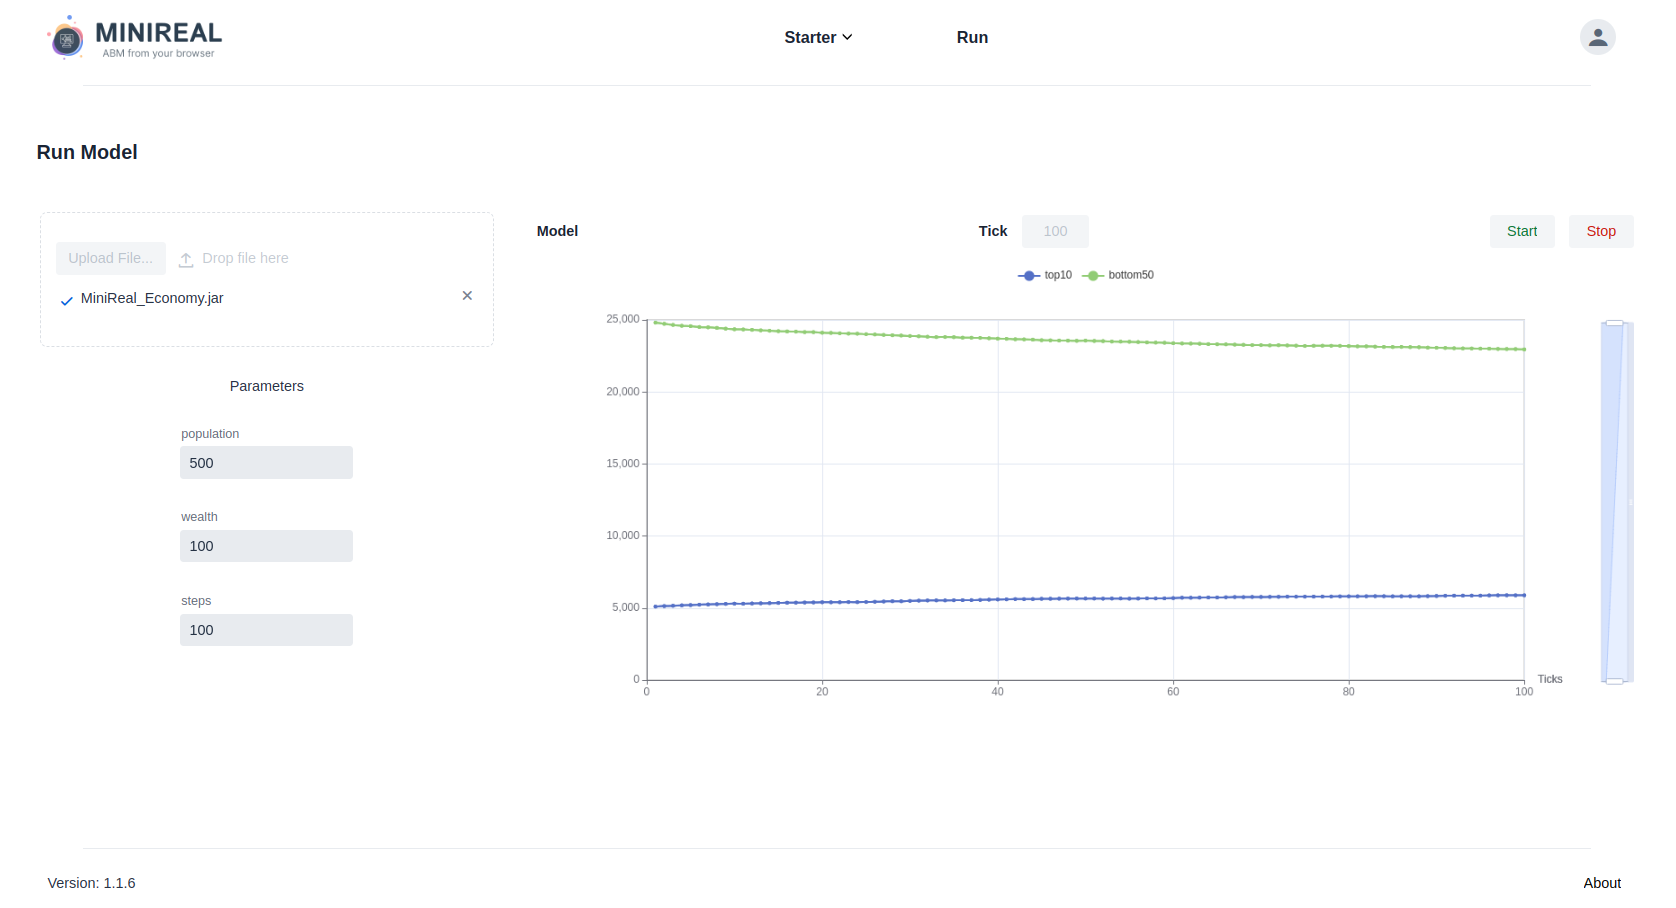 MINIREAL
ABM from your browser
Starter
Run
Run Model
Upload File...
Drop file here
MiniReal_Economy.jar
Parameters
population
500
wealth
100
steps
100
Model
Tick
100
Start
Stop
top10
bottom50
25,000
20,000
15,000
10,000
5,000
0
0
20
40
60
80
100
Ticks
Version: 1.1.6
About